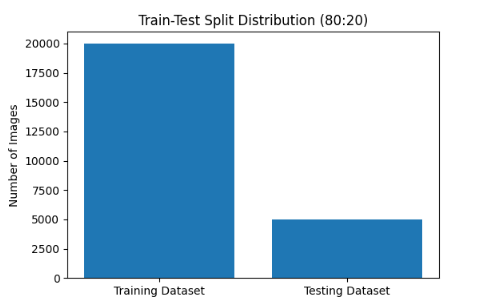 Train-Test Split Distribution (80:20)
Number of Images
20000
17500
15000
12500
10000
7500
5000
2500
0
Training Dataset
Testing Dataset